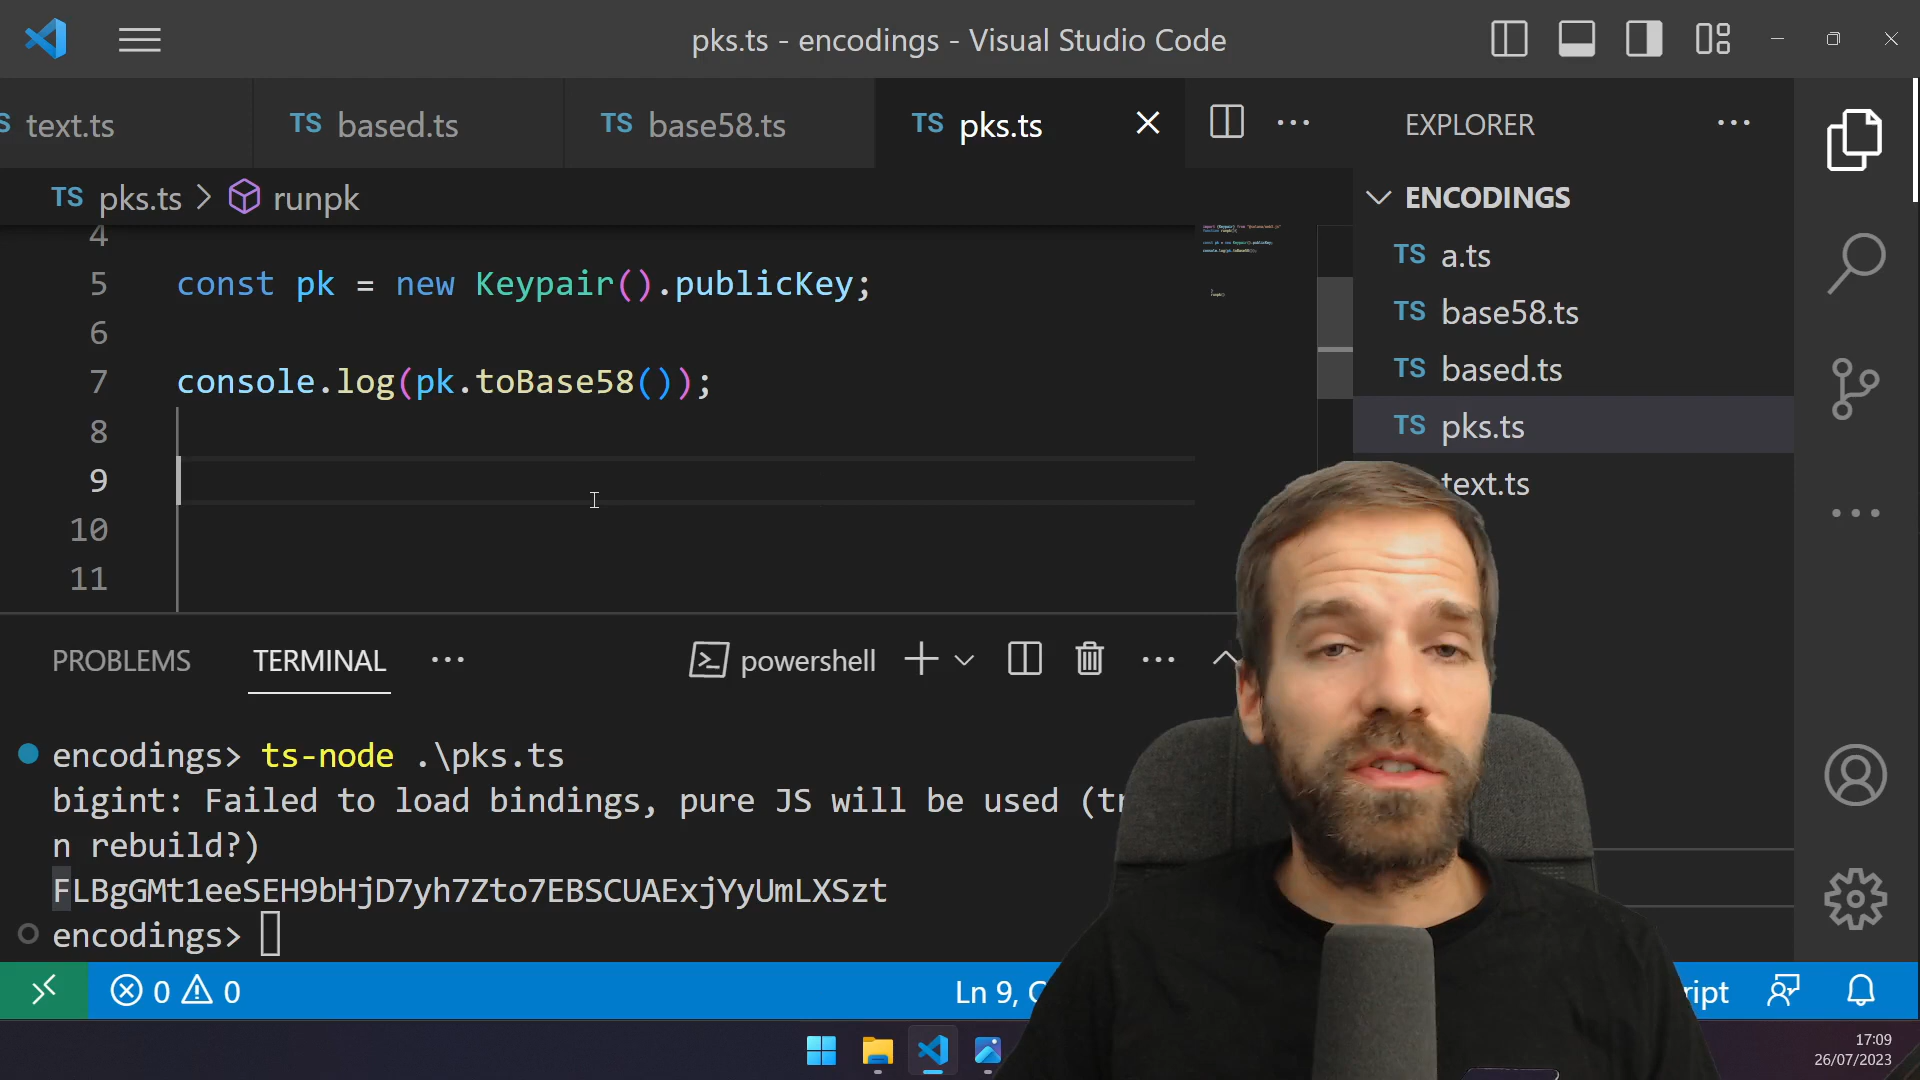 pks.ts - encodings - Visual Studio Code
text.ts
TS based.ts
TS base58.ts
TS pks.ts
EXPLORER
TS pks.ts > runpk
ENCODINGS
TS a.ts
TS base58.ts
TS based.ts
TS pks.ts
text.ts
4
5 const pk = new Keypair().publicKey;
6
7 console.log(pk.toBase58());
8
9
10
11
PROBLEMS TERMINAL
powershell
encodings> ts-node .\pks.ts
bigint: Failed to load bindings, pure JS will be used (tr
n rebuild?)
FLBgGMt1eeSEH9bHjD7yh7Zto7EBSCUAExjYyUmLXSzt
encodings>
0 0
Ln 9, C
ript
17:09
26/07/2023